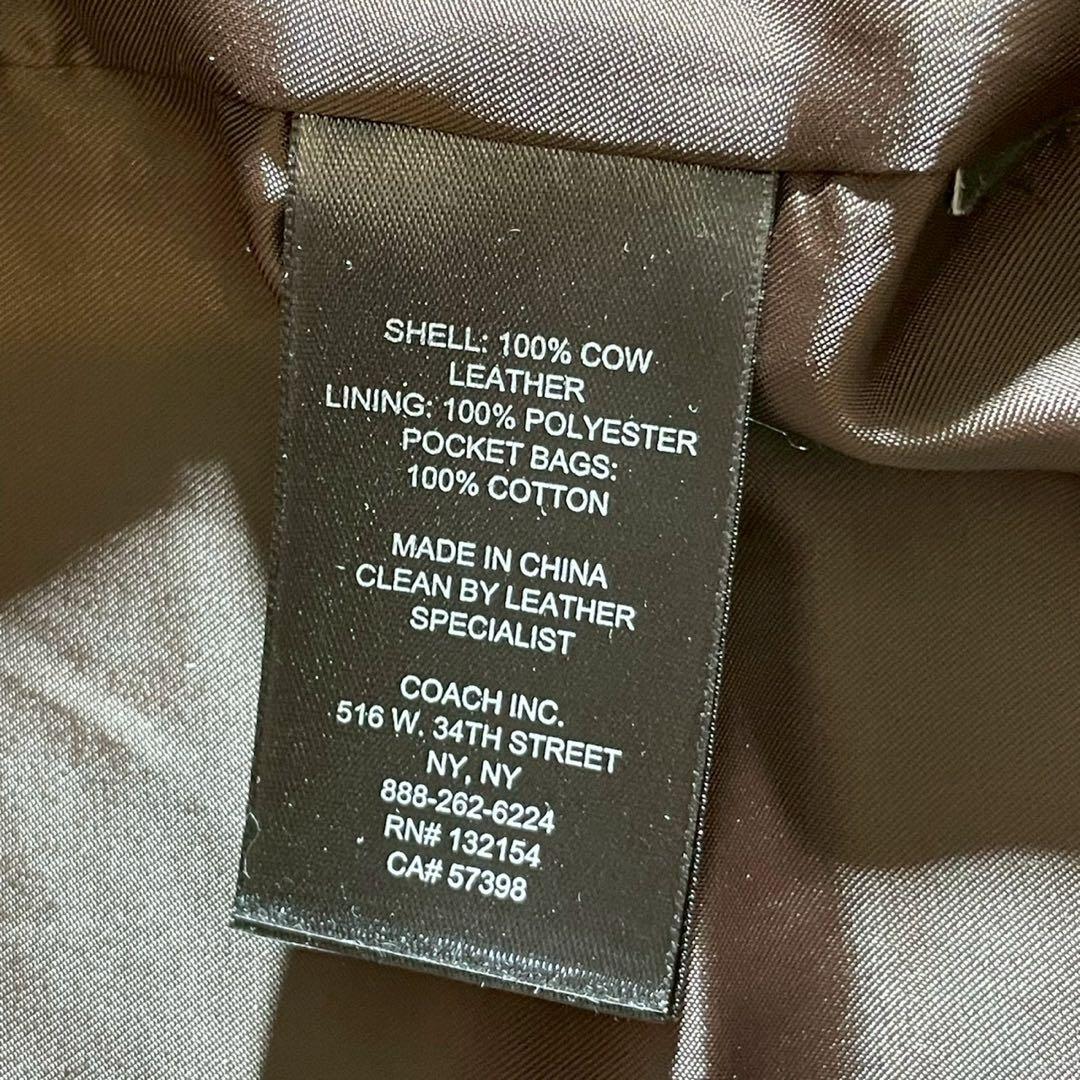 SHELL: 100% COW
LEATHER
LINING: 100% POLYESTER
POCKET BAGS:
100% COTTON
MADE IN CHINA
CLEAN BY LEATHER
SPECIALIST
COACH INC.
516 W. 34TH STREET
NY, NY
888-262-6224
RN# 132154
CA# 57398